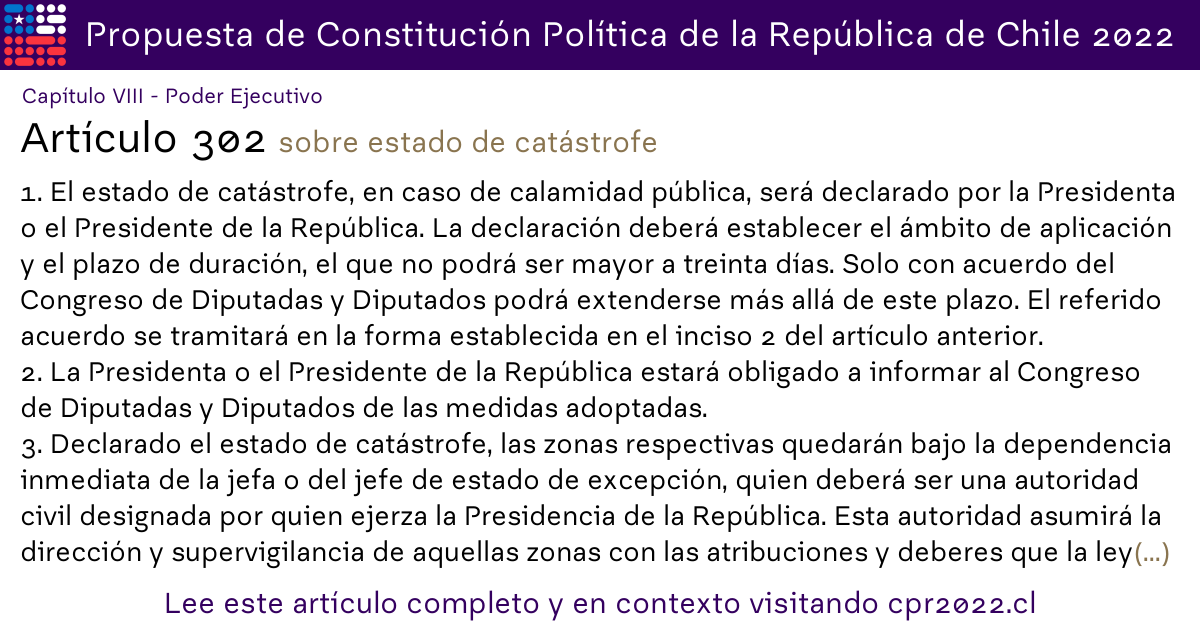 Propuesta de Constitución Política de la República de Chile 2022
Capítulo VIII - Poder Ejecutivo
Artículo 302 sobre estado de catástrofe
1. El estado de catástrofe, en caso de calamidad pública, será declarado por la Presidenta
o el Presidente de la República. La declaración deberá establecer el ámbito de aplicación
y el plazo de duración, el que no podrá ser mayor a treinta días. Solo con acuerdo del
Congreso de Diputadas y Diputados podrá extenderse más allá de este plazo. El referido
acuerdo se tramitará en la forma establecida en el inciso 2 del artículo anterior.
2. La Presidenta o el Presidente de la República estará obligado a informar al Congreso
de Diputadas y Diputados de las medidas adoptadas.
3. Declarado el estado de catástrofe, las zonas respectivas quedarán bajo la dependencia
inmediata de la jefa o del jefe de estado de excepción, quien deberá ser una autoridad
civil designada por quien ejerza la Presidencia de la República. Esta autoridad asumirá la
dirección y supervigilancia de aquellas zonas con las atribuciones y deberes que la ley(...)
Lee este artículo completo y en contexto visitando cpr2022.cl